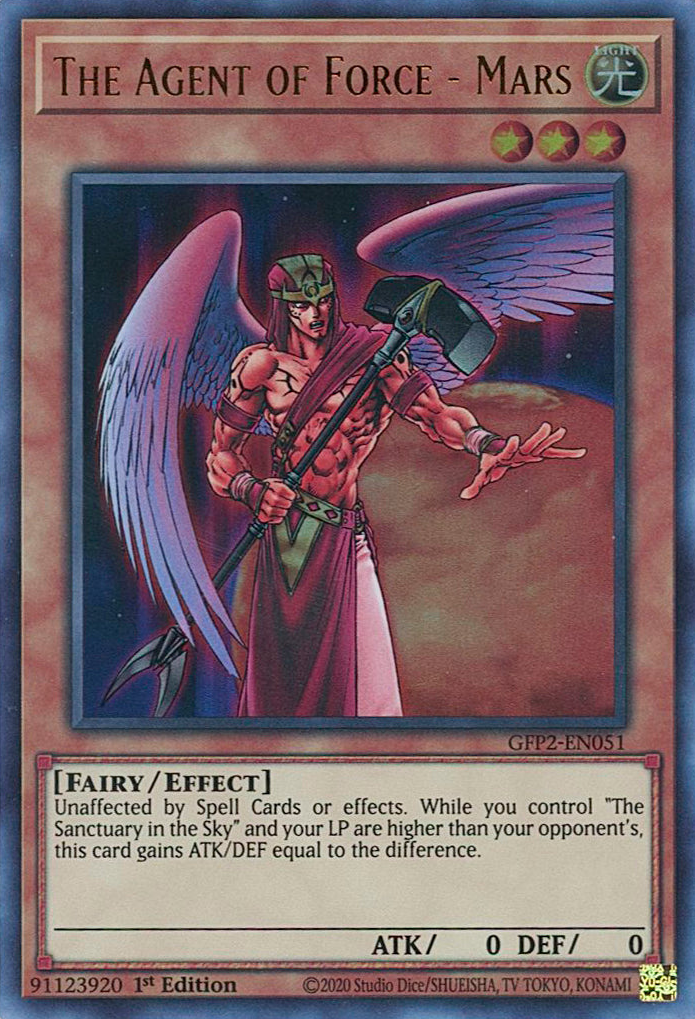 THE AGENT OF FORCE - MARS
LIGHT
光
GFP2-EN051
[FAIRY/EFFECT]
Unaffected by Spell Cards or effects. While you control "The
Sanctuary in the Sky" and your LP are higher than your opponent's,
this card gains ATK/DEF equal to the difference.
ATK/ 0 DEF/ 0
91123920 1st Edition ©2020 Studio Dice/SHUEISHA, TV TOKYO, KONAMI